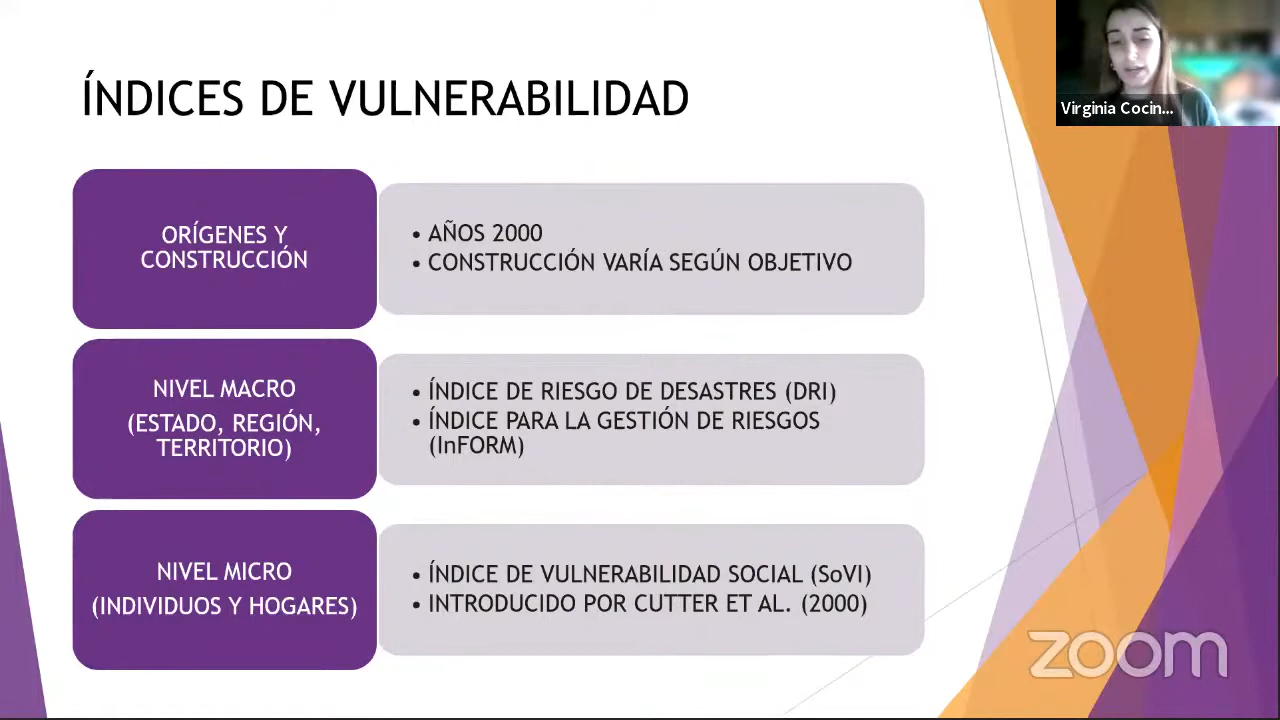 ÍNDICES DE VULNERABILIDAD
Virginia Cocin...
ORÍGENES Y
CONSTRUCCIÓN
• AÑOS 2000
• CONSTRUCCIÓN VARÍA SEGÚN OBJETIVO
NIVEL MACRO
(ESTADO, REGIÓN,
TERRITORIO)
• ÍNDICE DE RIESGO DE DESASTRES (DRI)
• ÍNDICE PARA LA GESTIÓN DE RIESGOS
(InFORM)
NIVEL MICRO
(INDIVIDUOS Y HOGARES)
• ÍNDICE DE VULNERABILIDAD SOCIAL (SoVI)
• INTRODUCIDO POR CUTTER ET AL. (2000)
zoom